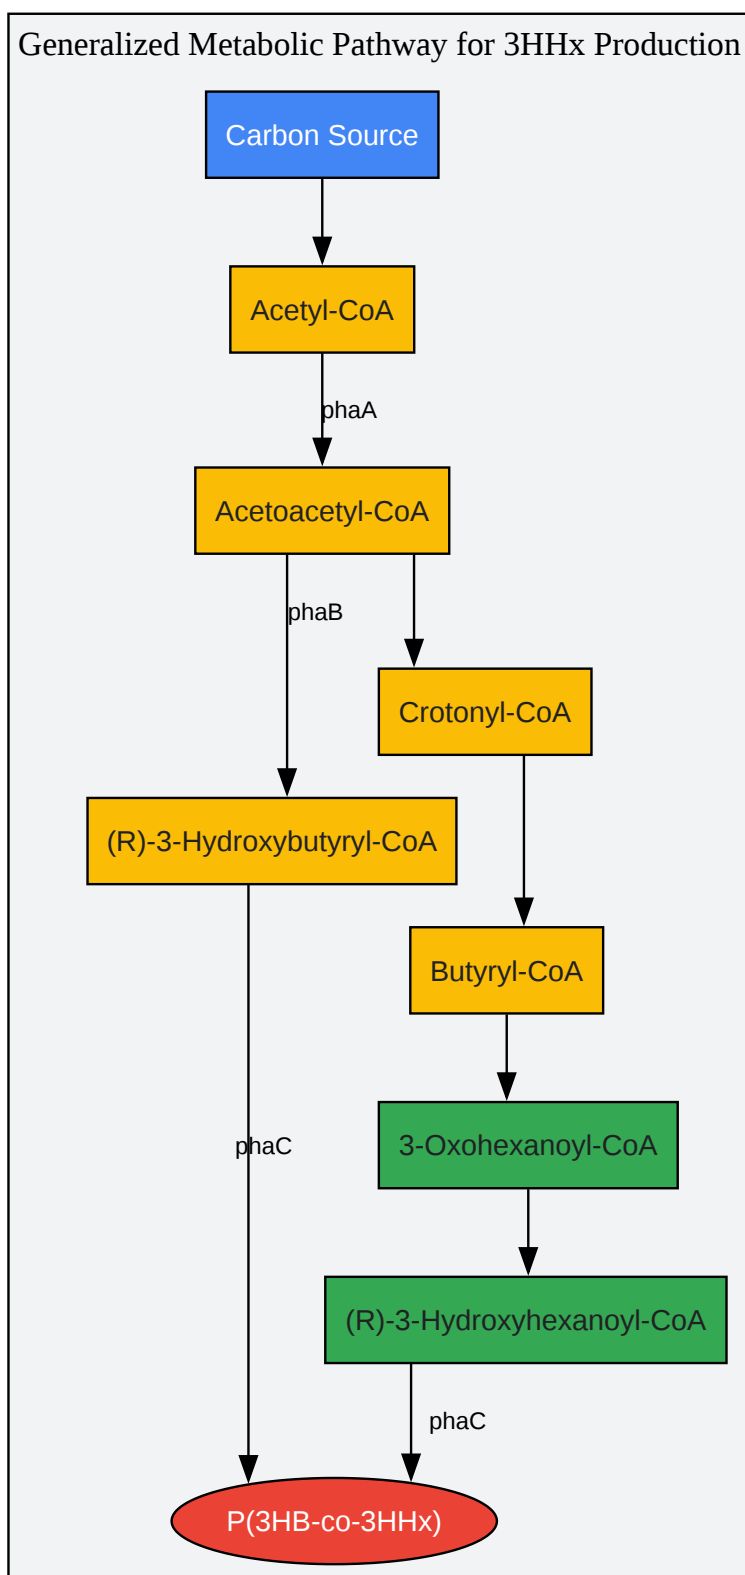 Generalized Metabolic Pathway for 3HHx Production
Carbon Source
Acetyl-CoA
phaA
Acetoacetyl-CoA
phaB
Crotonyl-CoA
(R)-3-Hydroxybutyryl-CoA
Butyryl-CoA
phaC
3-Oxohexanoyl-CoA
(R)-3-Hydroxyhexanoyl-CoA
phaC
P(3HB-co-3HHx)